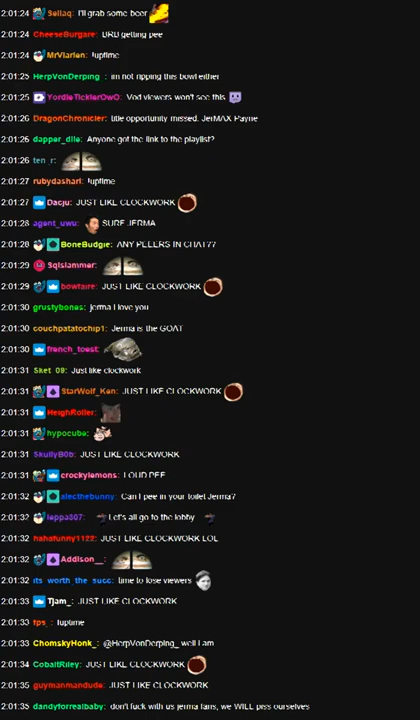 2:01:24 Sellaq: I'll grab some beer
2:01:24 CheeseBurgare: BRB getting pee
2:01:24 MrVlarlen: !uptime
2:01:25 HerpVonDerping_: im not ripping this bowl either
2:01:25 YordleTicklerOwO: Vod viewers won't see this
2:01:26 DragonChronicler: title opportunity missed, JerMAX Payne
2:01:26 dapper_dile: Anyone got the link to the playlist?
2:01:26 ten_r:
2:01:27 rubydashari: !uptime
2:01:27 Dacju: JUST LIKE CLOCKWORK
2:01:28 agent_uwu: SURE JERMA
2:01:28 BoneBudgie: ANY PEEERS IN CHAT??
2:01:29 Sqlslammer:
2:01:29 bowfaire: JUST LIKE CLOCKWORK
2:01:30 grustybones: jerma I love you
2:01:30 couchpatatochip1: Jerma is the GOAT
2:01:30 french_toest:
2:01:31 Sket_09: Just like clockwork
2:01:31 StarWolf_Ken: JUST LIKE CLOCKWORK
2:01:31 HeighRoller:
2:01:31 hypocube:
2:01:31 SkullyB0b: JUST LIKE CLOCKWORK
2:01:31 crockylemons: LOUD PEE
2:01:32 alecthebunny: Can I pee in your toilet Jerma?
2:01:32 leppa807: Let's all go to the lobby
2:01:32 hahafunny1122: JUST LIKE CLOCKWORK LOL
2:01:32 Addison__:
2:01:32 its_worth_the_succ: time to lose viewers
2:01:33 Tjam_: JUST LIKE CLOCKWORK
2:01:33 fps_: !uptime
2:01:33 ChomskyHonk_: @HerpVonDerping_ well I am
2:01:34 CobaltRiley: JUST LIKE CLOCKWORK
2:01:35 guymanmandude: JUST LIKE CLOCKWORK
2:01:35 dandyforrealbaby: don't fuck with us jerma fans, we WILL piss ourselves